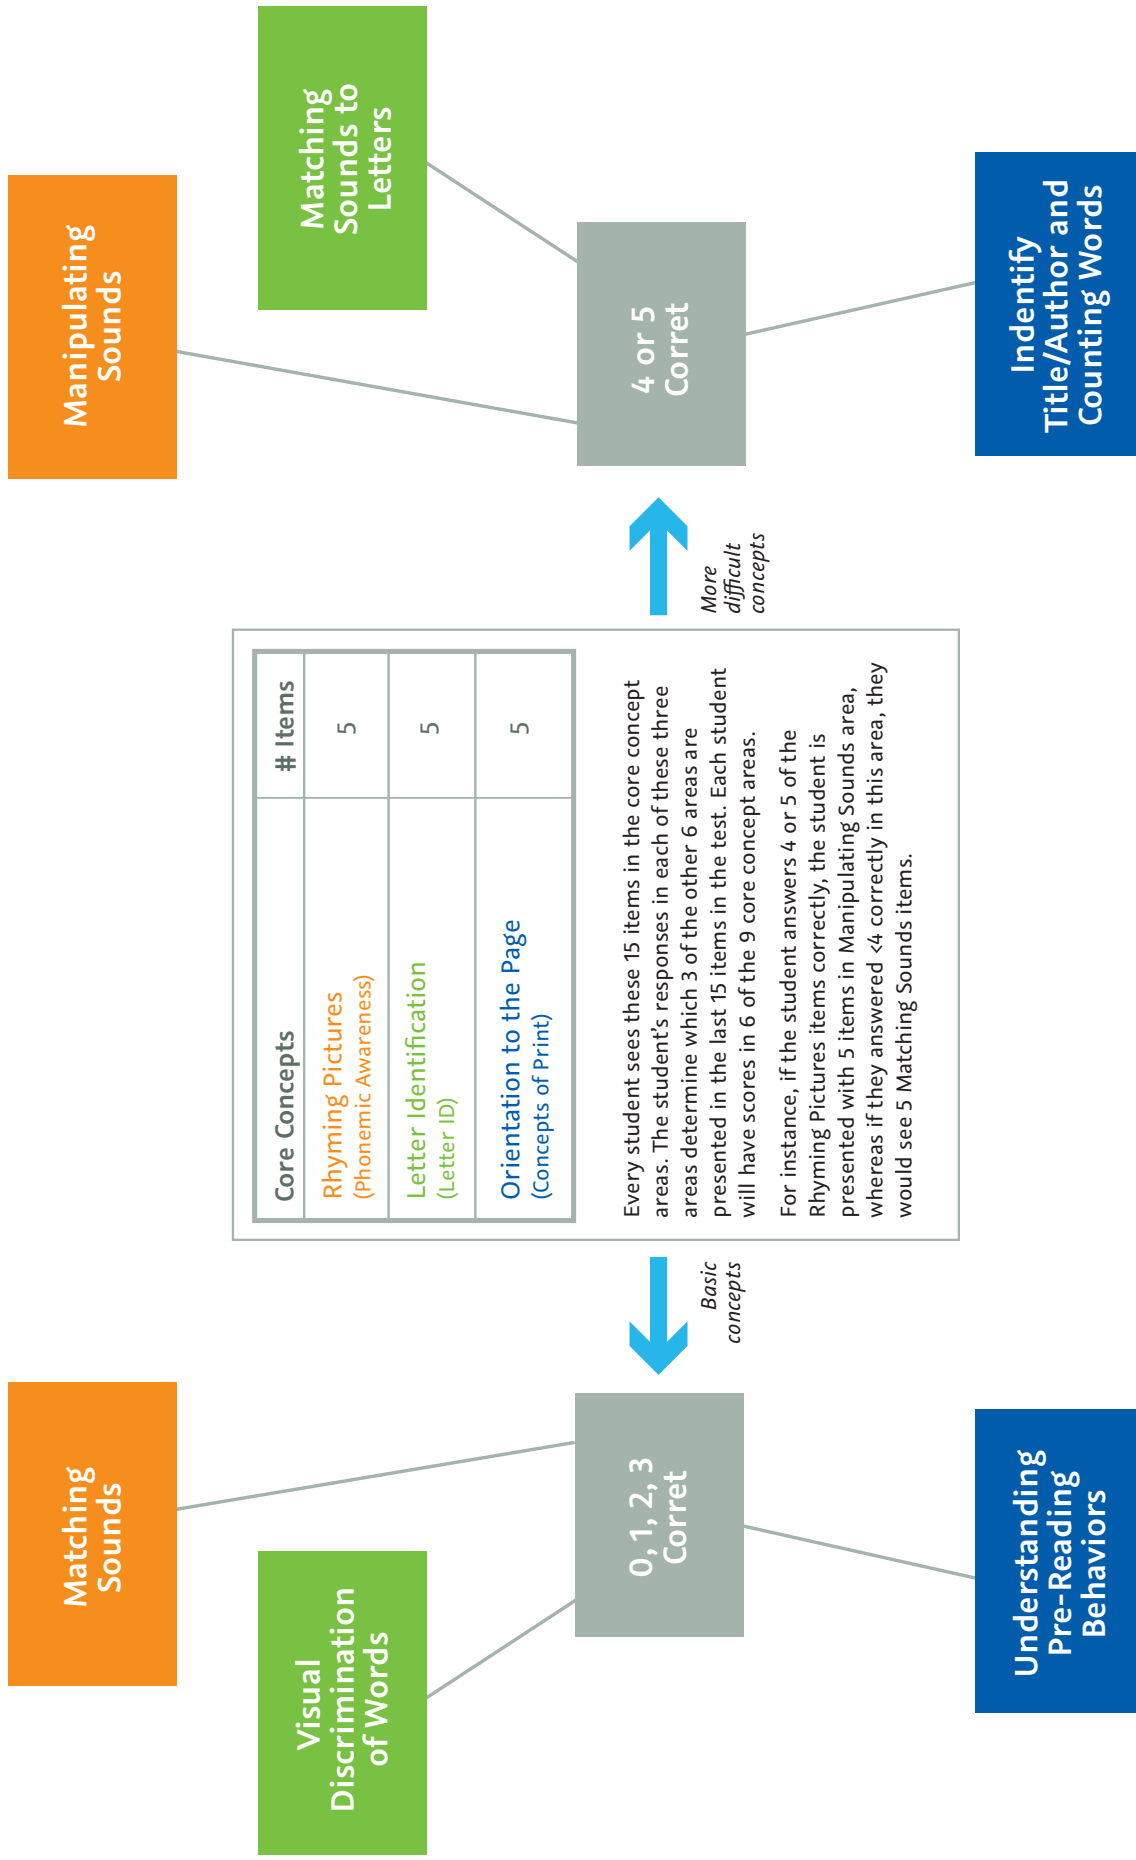 Matching
Sounds
Visual
Discrimination
of Words
0, 1, 2, 3
Corret
Understanding
Pre-Reading
Behaviors
Basic
concepts
Core Concepts # Items
Rhyming Pictures 5
(Phonemic Awareness)
Letter Identification 5
(Letter ID)
Orientation to the Page 5
(Concepts of Print)
Every student sees these 15 items in the core concept
areas. The student’s responses in each of these three
areas determine which 3 of the other 6 areas are
presented in the last 15 items in the test. Each student
will have scores in 6 of the 9 core concept areas.
For instance, if the student answers 4 or 5 of the
Rhyming Pictures items correctly, the student is
presented with 5 items in Manipulating Sounds area,
whereas if they answered <4 correctly in this area, they
would see 5 Matching Sounds items.
More
difficult
concepts
Manipulating
Sounds
Matching
Sounds to
Letters
4 or 5
Corret
Indentify
Title/Author and
Counting Words